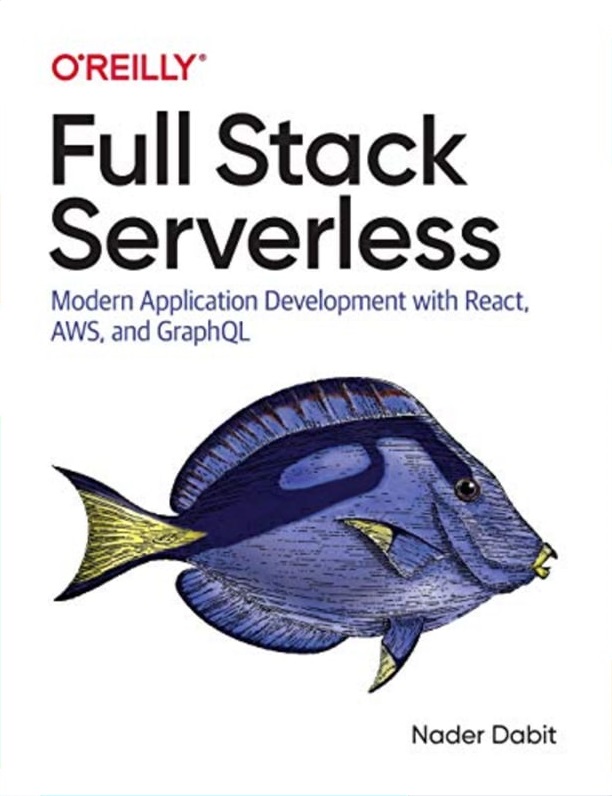 O'REILLY®
Full Stack
Serverless
Modern Application Development with React,
AWS, and GraphQL
Nader Dabit